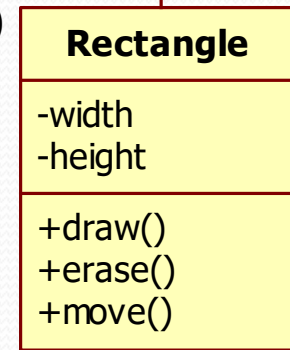 )
Rectangle
-width
-height
+draw()
+erase()
+move()